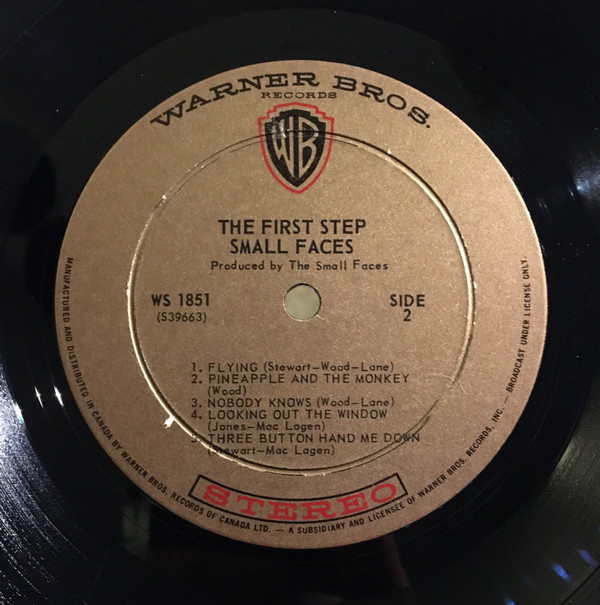 WARNER BROS.
RECORDS
WB
THE FIRST STEP
SMALL FACES
Produced by The Small Faces
WS 1851
(S39663)
SIDE
2
1. FLYING (Stewart—Wood—Lane)
2. PINEAPPLE AND THE MONKEY
(Wood)
3. NOBODY KNOWS (Wood—Lane)
4. LOOKING OUT THE WINDOW
(Jones—Mac Lagen)
5. THREE BUTTON HAND ME DOWN
(Stewart—Mac Lagen)
STEREO
MANUFACTURED AND DISTRIBUTED IN CANADA BY WARNER BROS. RECORDS OF CANADA LTD. — A SUBSIDIARY AND LICENSEE OF WARNER BROS. RECORDS, INC. — BROADCAST UNDER LICENSE ONLY.